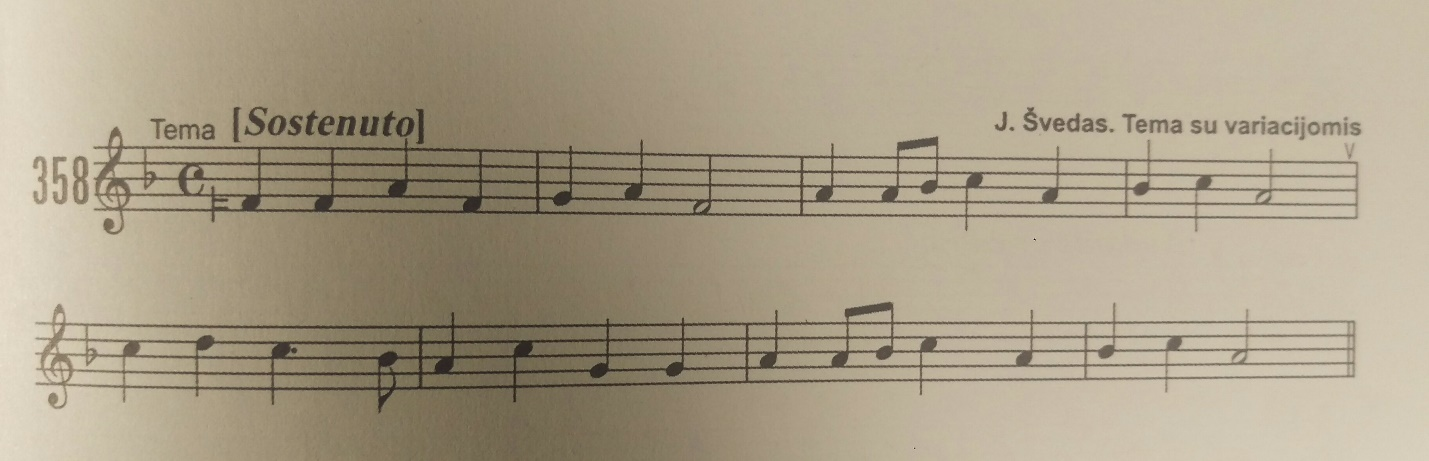 Tema [Sostenuto]
J. Švedas. Tema su variacijomis
V
358